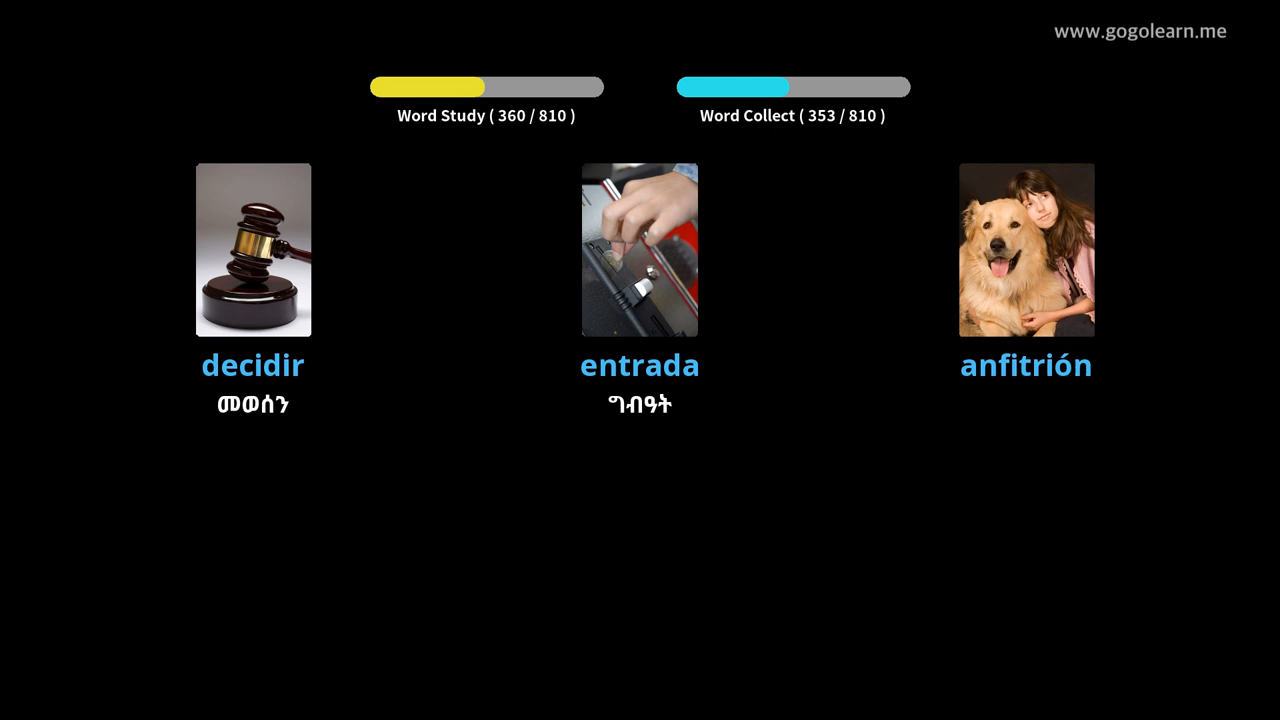 www.gogolearn.me
Word Study ( 360 / 810 )
Word Collect ( 353 / 810 )
decidir
መወሰን
entrada
ግብዓት
anfitrión